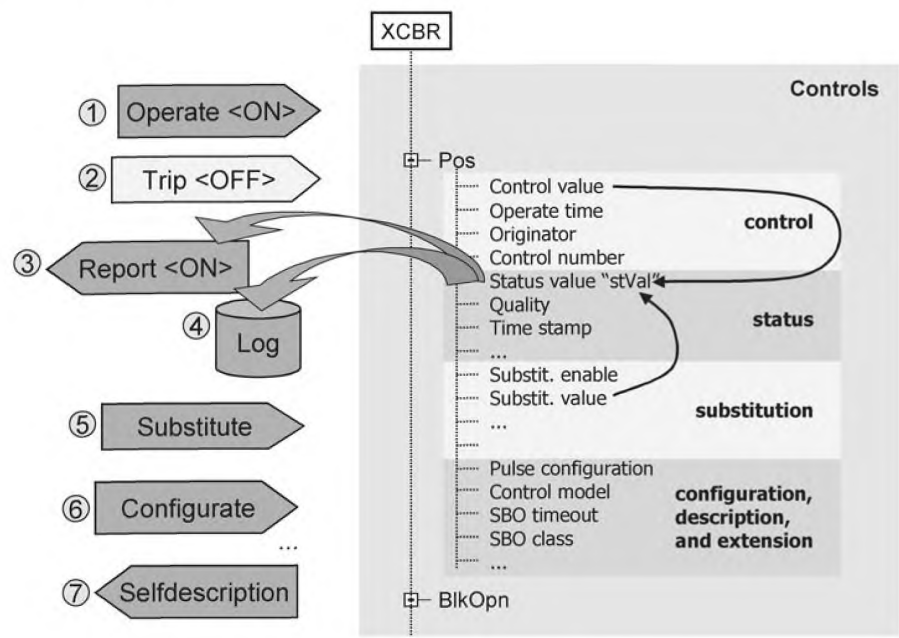 XCBR
Controls
① Operate <ON>
② Trip <OFF>
③ Report <ON>
④ Log
⑤ Substitute
⑥ Configurate
...
⑦ Selfdescription
Pos
Control value
Operate time
Originator
Control number
control
Status value “stVal”
Quality
Time stamp
...
status
Substit. enable
Substit. value
...
substitution
Pulse configuration
Control model
SBO timeout
SBO class
...
configuration,
description,
and extension
BlkOpn